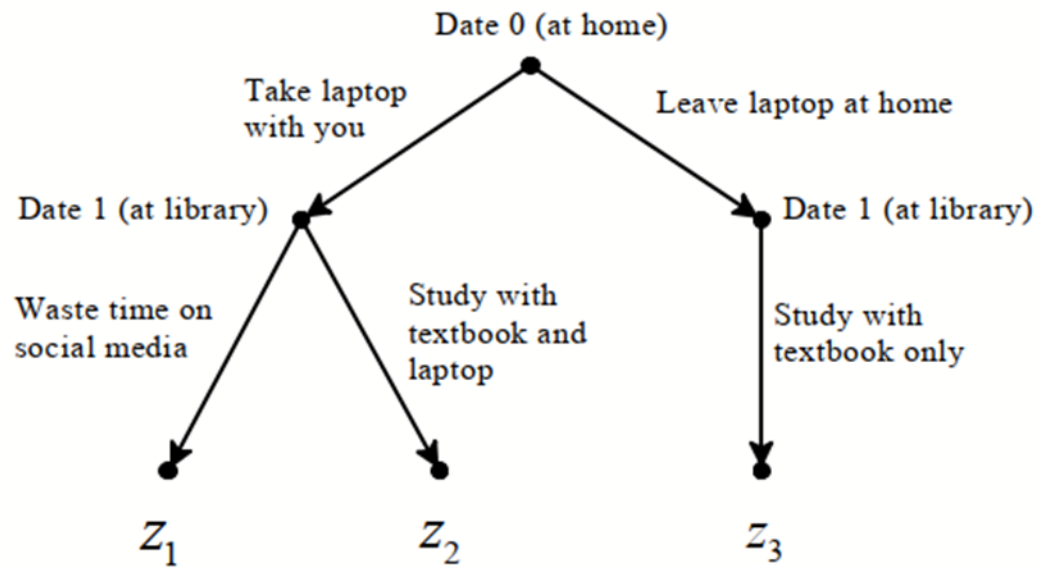 Date 0 (at home)
Take laptop
with you
Leave laptop at home
Date 1 (at library)
Date 1 (at library)
Waste time on
social media
Study with
textbook and
laptop
Study with
textbook only
z₁
z₂
z₃